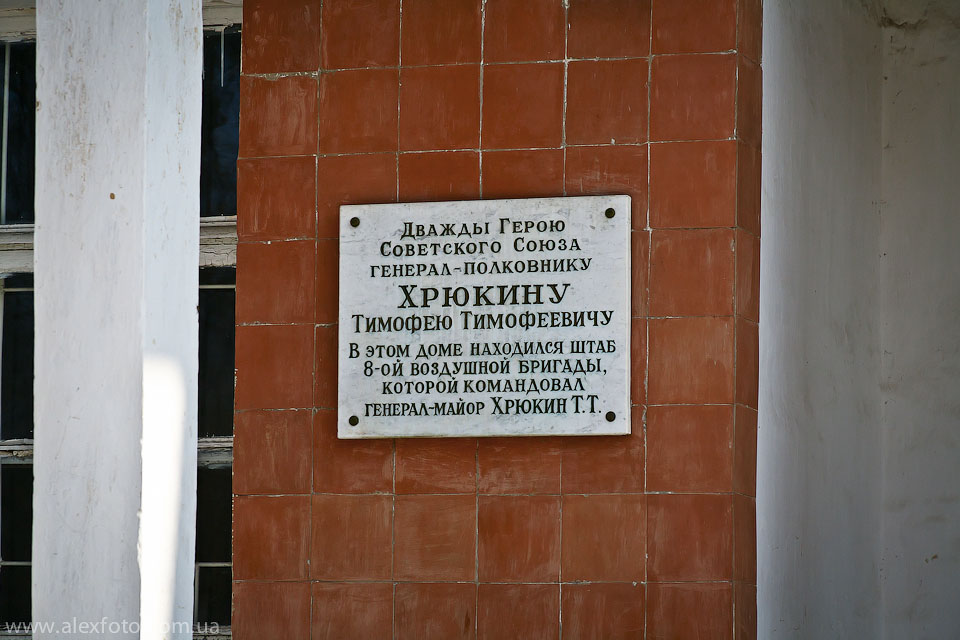 Дважды Герою
Советского Союза
генерал-полковнику
Хрюкину
Тимофею Тимофеевичу
В этом доме находился штаб
8-ой воздушной бригады,
которой командовал
генерал-майор Хрюкин Т.Т.
www.alexfoto.com.ua